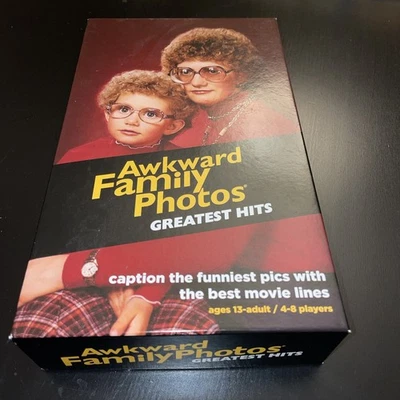 Awkward
Family
Photos®
GREATEST HITS
caption the funniest pics with
the best movie lines
ages 13-adult / 4-8 players
Awkward
Family Photos®
GREATEST HITS